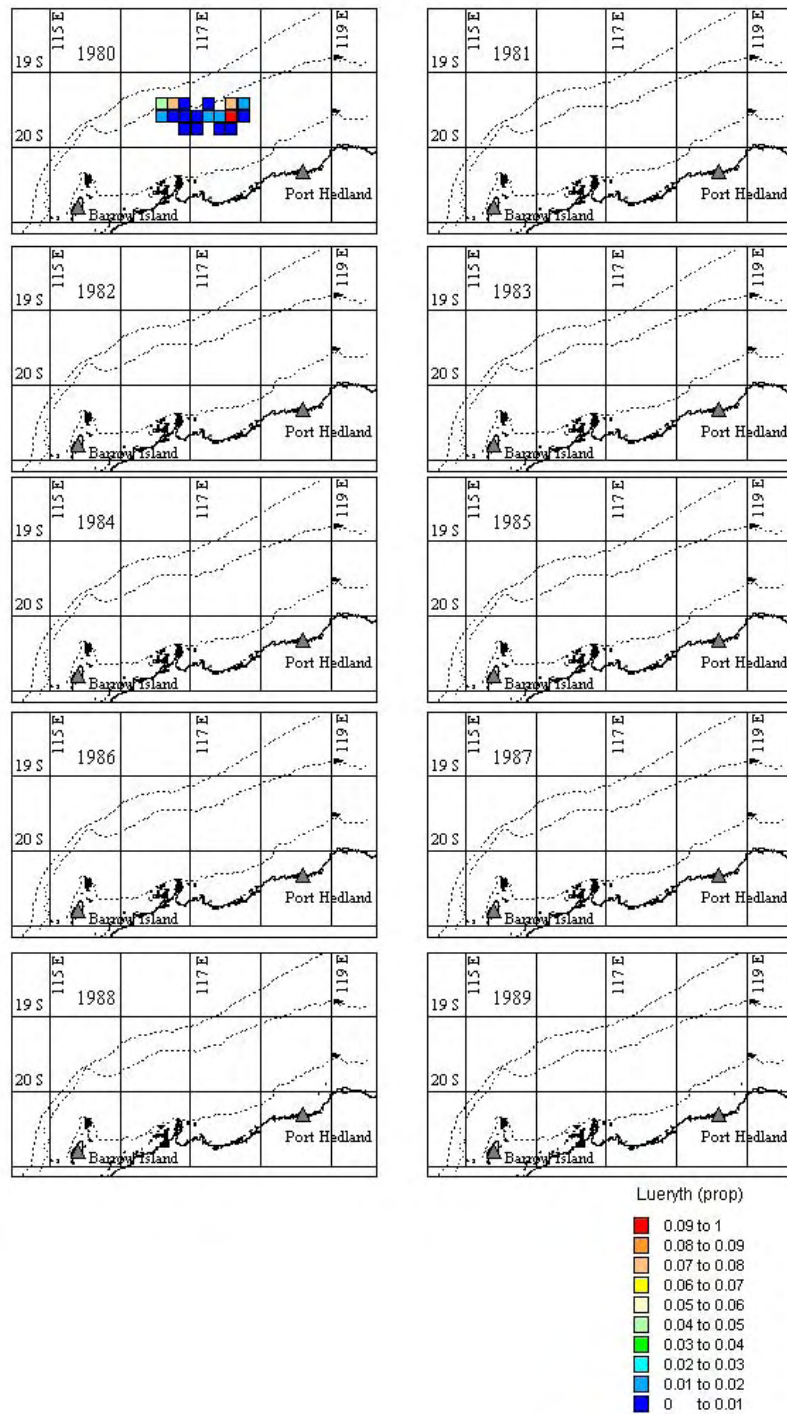 115 E
117 E
119 E
19 S
1980
20 S
Port Hedland
Barrow Island
115 E
117 E
119 E
19 S
1981
20 S
Port Hedland
Barrow Island
115 E
117 E
119 E
19 S
1982
20 S
Port Hedland
Barrow Island
115 E
117 E
119 E
19 S
1983
20 S
Port Hedland
Barrow Island
115 E
117 E
119 E
19 S
1984
20 S
Port Hedland
Barrow Island
115 E
117 E
119 E
19 S
1985
20 S
Port Hedland
Barrow Island
115 E
117 E
119 E
19 S
1986
20 S
Port Hedland
Barrow Island
115 E
117 E
119 E
19 S
1987
20 S
Port Hedland
Barrow Island
115 E
117 E
119 E
19 S
1988
20 S
Port Hedland
Barrow Island
115 E
117 E
119 E
19 S
1989
20 S
Port Hedland
Barrow Island
Lueryth (prop)
0.09 to 1
0.08 to 0.09
0.07 to 0.08
0.06 to 0.07
0.05 to 0.06
0.04 to 0.05
0.03 to 0.04
0.02 to 0.03
0.01 to 0.02
0 to 0.01